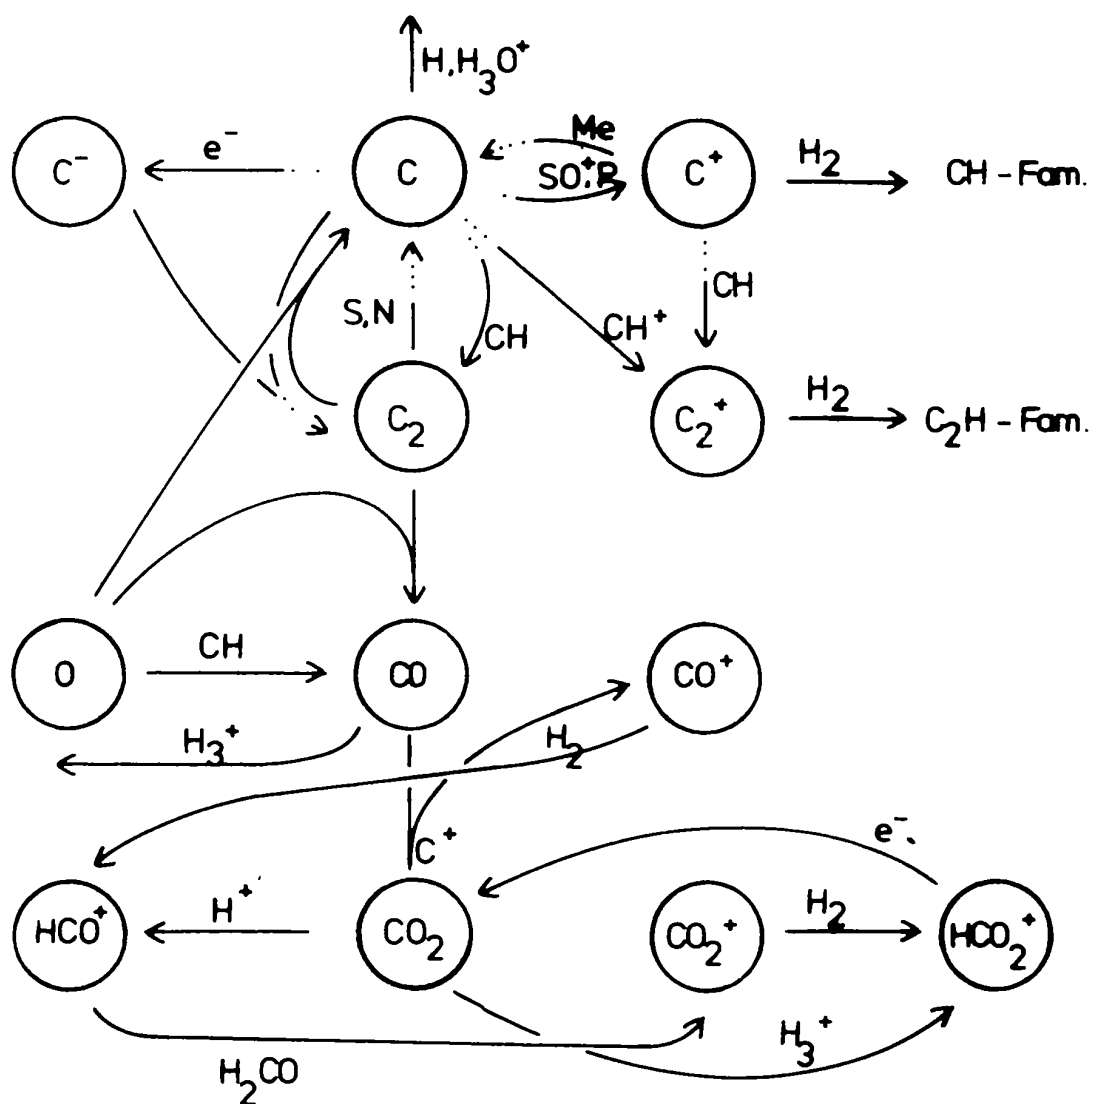 H,H₃O⁺
C⁻
e⁻
C
Me
SO⁺,P
C⁺
H₂
CH-Fam.
S,N
CH
CH⁺
CH
C₂
C₂⁺
H₂
C₂H-Fam.
O
CH
CO
CO⁺
H₃⁺
H₂
C⁺
e⁻.
HCO⁺
H⁺
CO₂
CO₂⁺
H₂
HCO₂⁺
H₂CO
H₃⁺